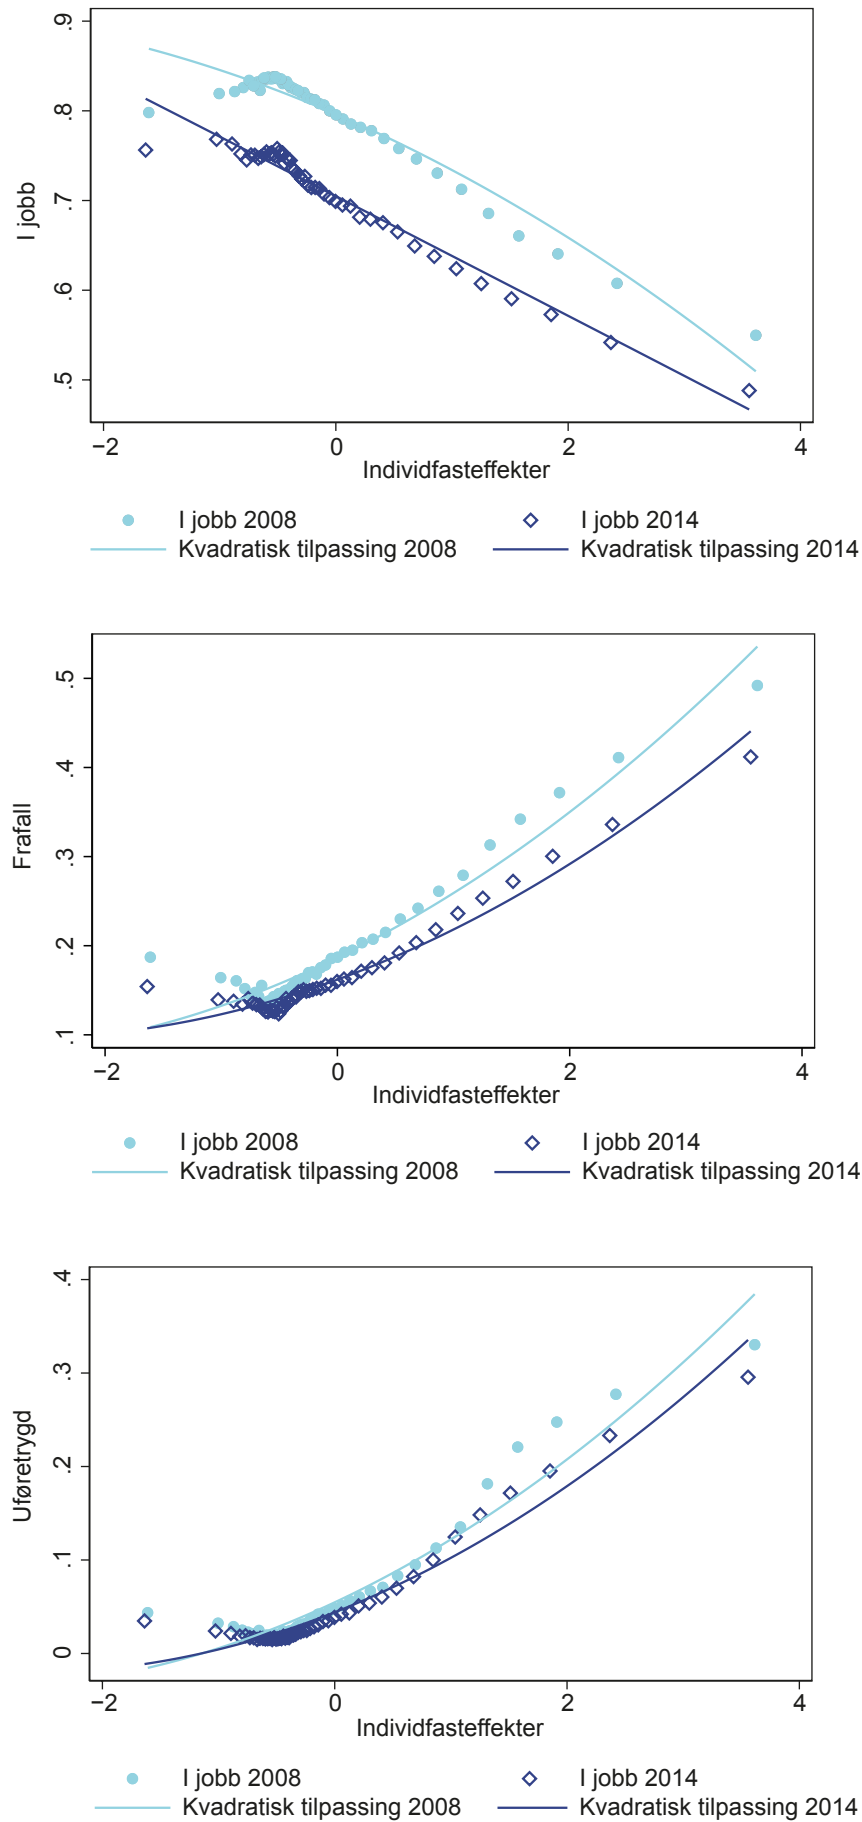 I jobb
.9
.8
.7
.6
.5
−2 0 2 4
Individfasteffekter
I jobb 2008 I jobb 2014
Kvadratisk tilpassing 2008 Kvadratisk tilpassing 2014
Frafall
.5
.4
.3
.2
.1
−2 0 2 4
Individfasteffekter
I jobb 2008 I jobb 2014
Kvadratisk tilpassing 2008 Kvadratisk tilpassing 2014
Uføretrygd
.4
.3
.2
.1
0
−2 0 2 4
Individfasteffekter
I jobb 2008 I jobb 2014
Kvadratisk tilpassing 2008 Kvadratisk tilpassing 2014